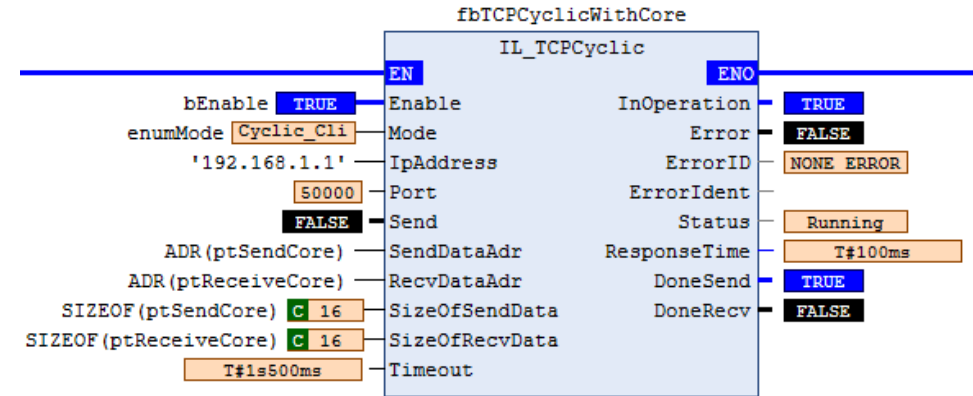 fbTCPCyclicWithCore
IL_TCPCyclic
EN ENO
bEnable TRUE Enable InOperation TRUE
enumMode Cyclic_Cli Mode Error FALSE
'192.168.1.1' IpAddress ErrorID NONE ERROR
50000 Port ErrorIdent
FALSE Send Status Running
ADR(ptSendCore) SendDataAdr ResponseTime T#100ms
ADR(ptReceiveCore) RecvDataAdr DoneSend TRUE
SIZEOF(ptSendCore) C 16 SizeOfSendData DoneRecv FALSE
SIZEOF(ptReceiveCore) C 16 SizeOfRecvData
T#1s500ms Timeout